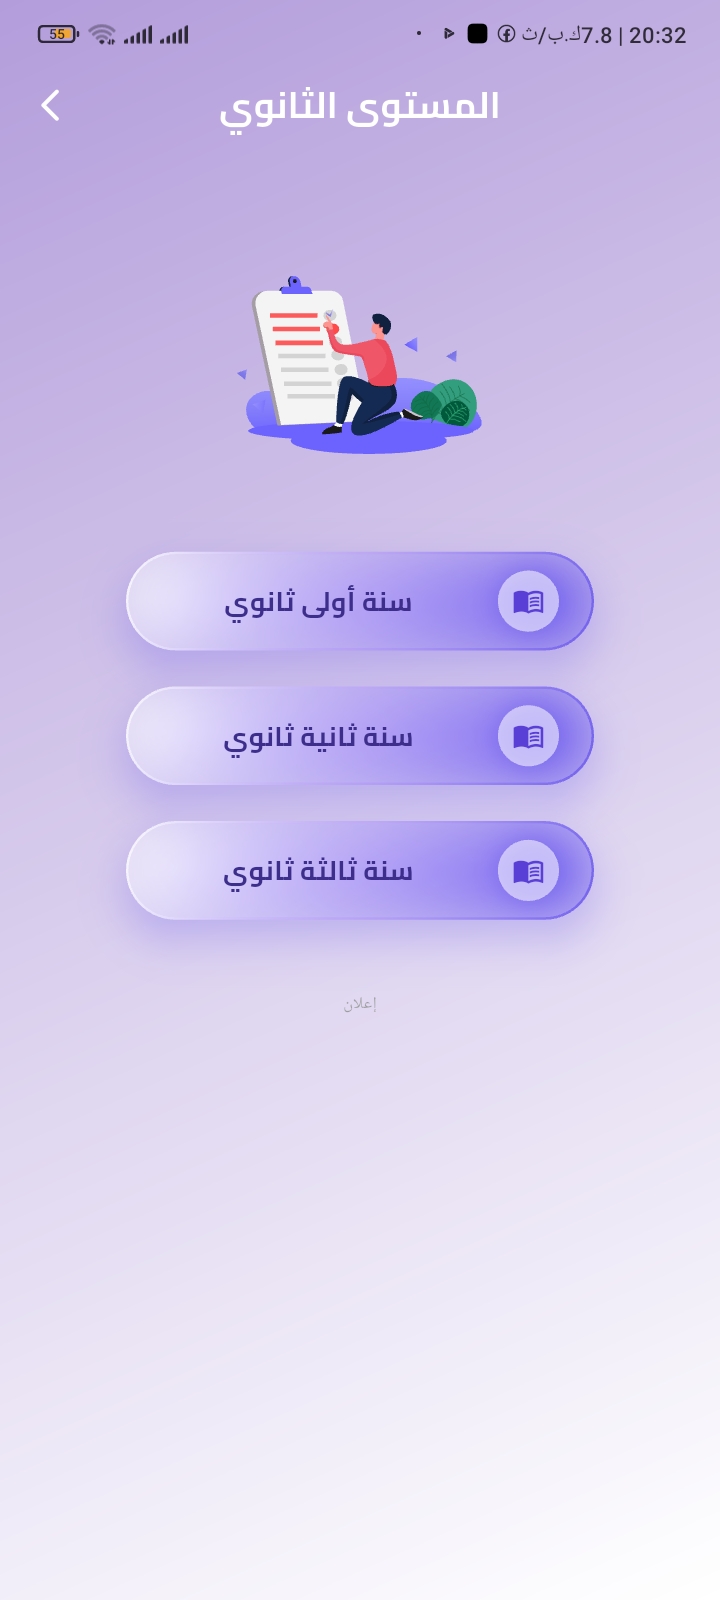 20:32 | 7.8ك.ب/ث
55
المستوى الثانوي
سنة أولى ثانوي
سنة ثانية ثانوي
سنة ثالثة ثانوي
إعلان